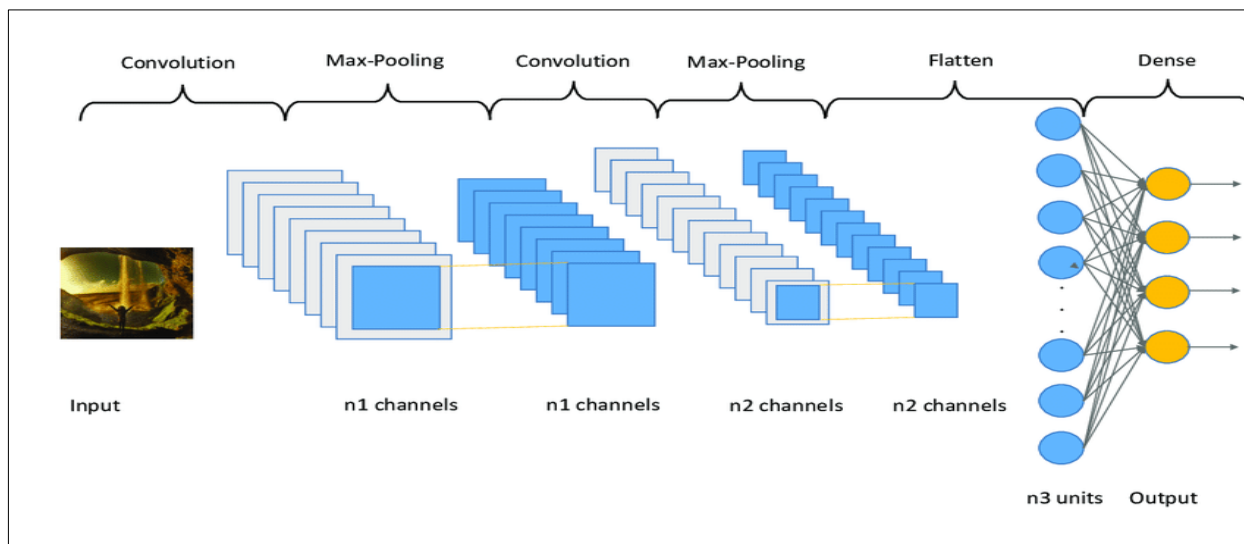 Convolution
Max-Pooling
Convolution
Max-Pooling
Flatten
Dense
Input
n1 channels
n1 channels
n2 channels
n2 channels
n3 units
Output